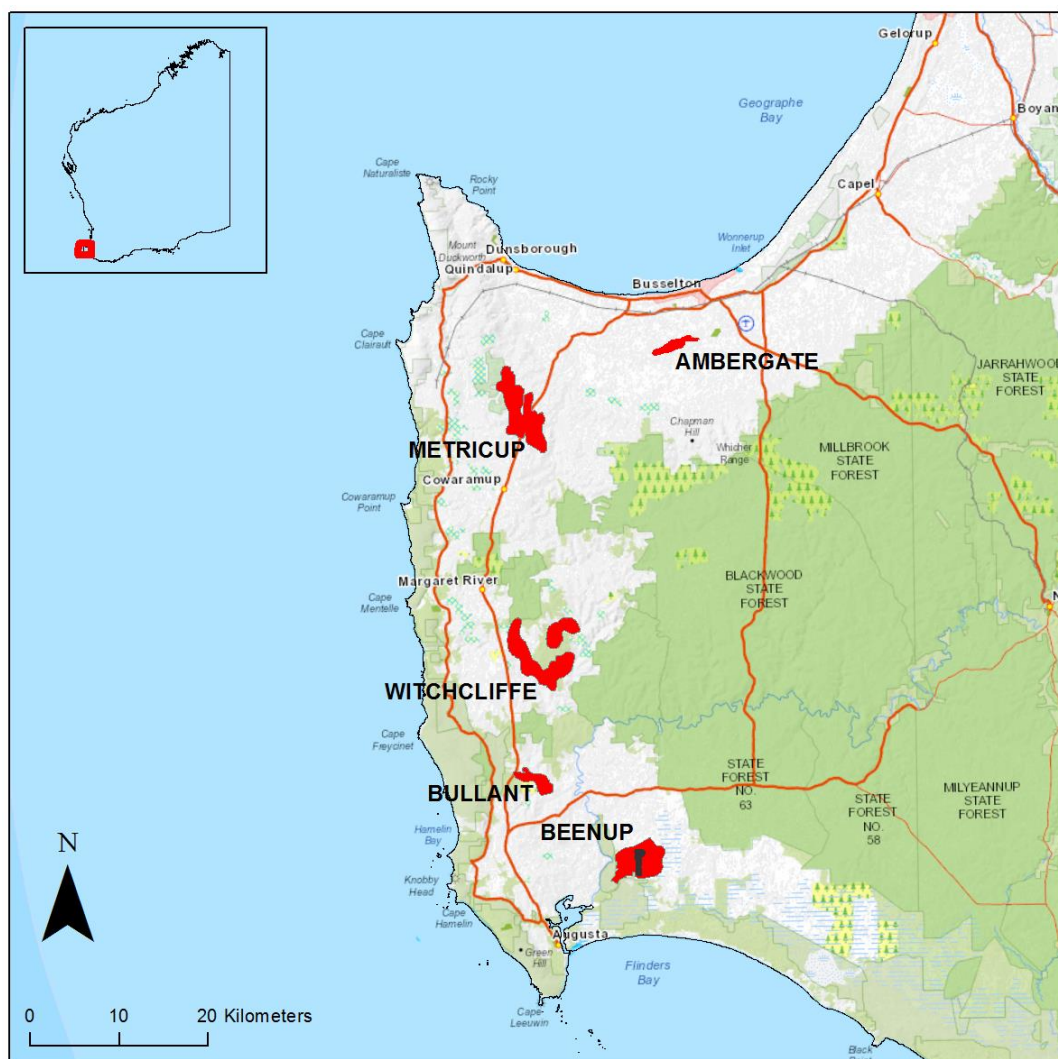 Gelorup
Geographe
Bay
Boyan
Cape
Naturaliste
Rocky
Point
Capel
Wonnerup
Inlet
Mount
Duckworth
Dunsborough
Quindalup
Busselton
Cape
Clairault
AMBERGATE
JARRAHWOOD
STATE
FOREST
Chapman
Hill
METRICUP
Whicher
Range
MILLBROOK
STATE
FOREST
Cowaramup
Cowaramup
Point
BLACKWOOD
STATE
FOREST
Margaret River
Cape
Mentelle
N
WITCHCLIFFE
Cape
Freycinet
STATE
FOREST
NO.
63
BULLANT
STATE
FOREST
NO.
58
MILYEANNUP
STATE
FOREST
Hamelin
Bay
BEENUP
N
Knobby
Head
Cape
Hamelin
Augusta
Green
Hill
Flinders
Bay
0 10 20 Kilometers
Cape
Leeuwin
Black